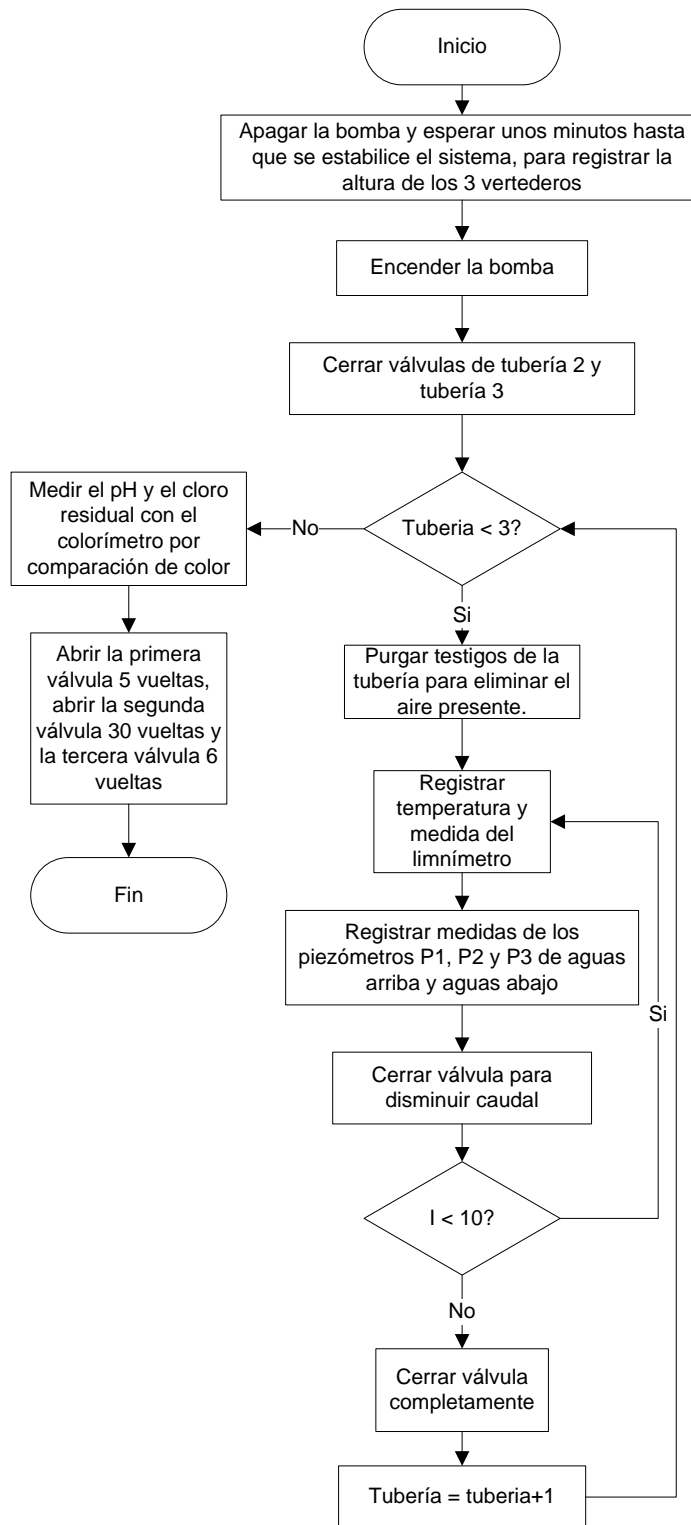 Inicio
Apagar la bomba y esperar unos minutos hasta
que se estabilice el sistema, para registrar la
altura de los 3 vertederos
Encender la bomba
Cerrar válvulas de tubería 2 y
tubería 3
Tuberia < 3?
No
Medir el pH y el cloro
residual con el
colorímetro por
comparación de color
Abrir la primera
válvula 5 vueltas,
abrir la segunda
válvula 30 vueltas y
la tercera válvula 6
vueltas
Fin
Si
Purgar testigos de la
tubería para eliminar el
aire presente.
Registrar
temperatura y
medida del
limnímetro
Registrar medidas de los
piezómetros P1, P2 y P3 de aguas
arriba y aguas abajo
Cerrar válvula para
disminuir caudal
I < 10?
Si
No
Cerrar válvula
completamente
Tubería = tuberia+1